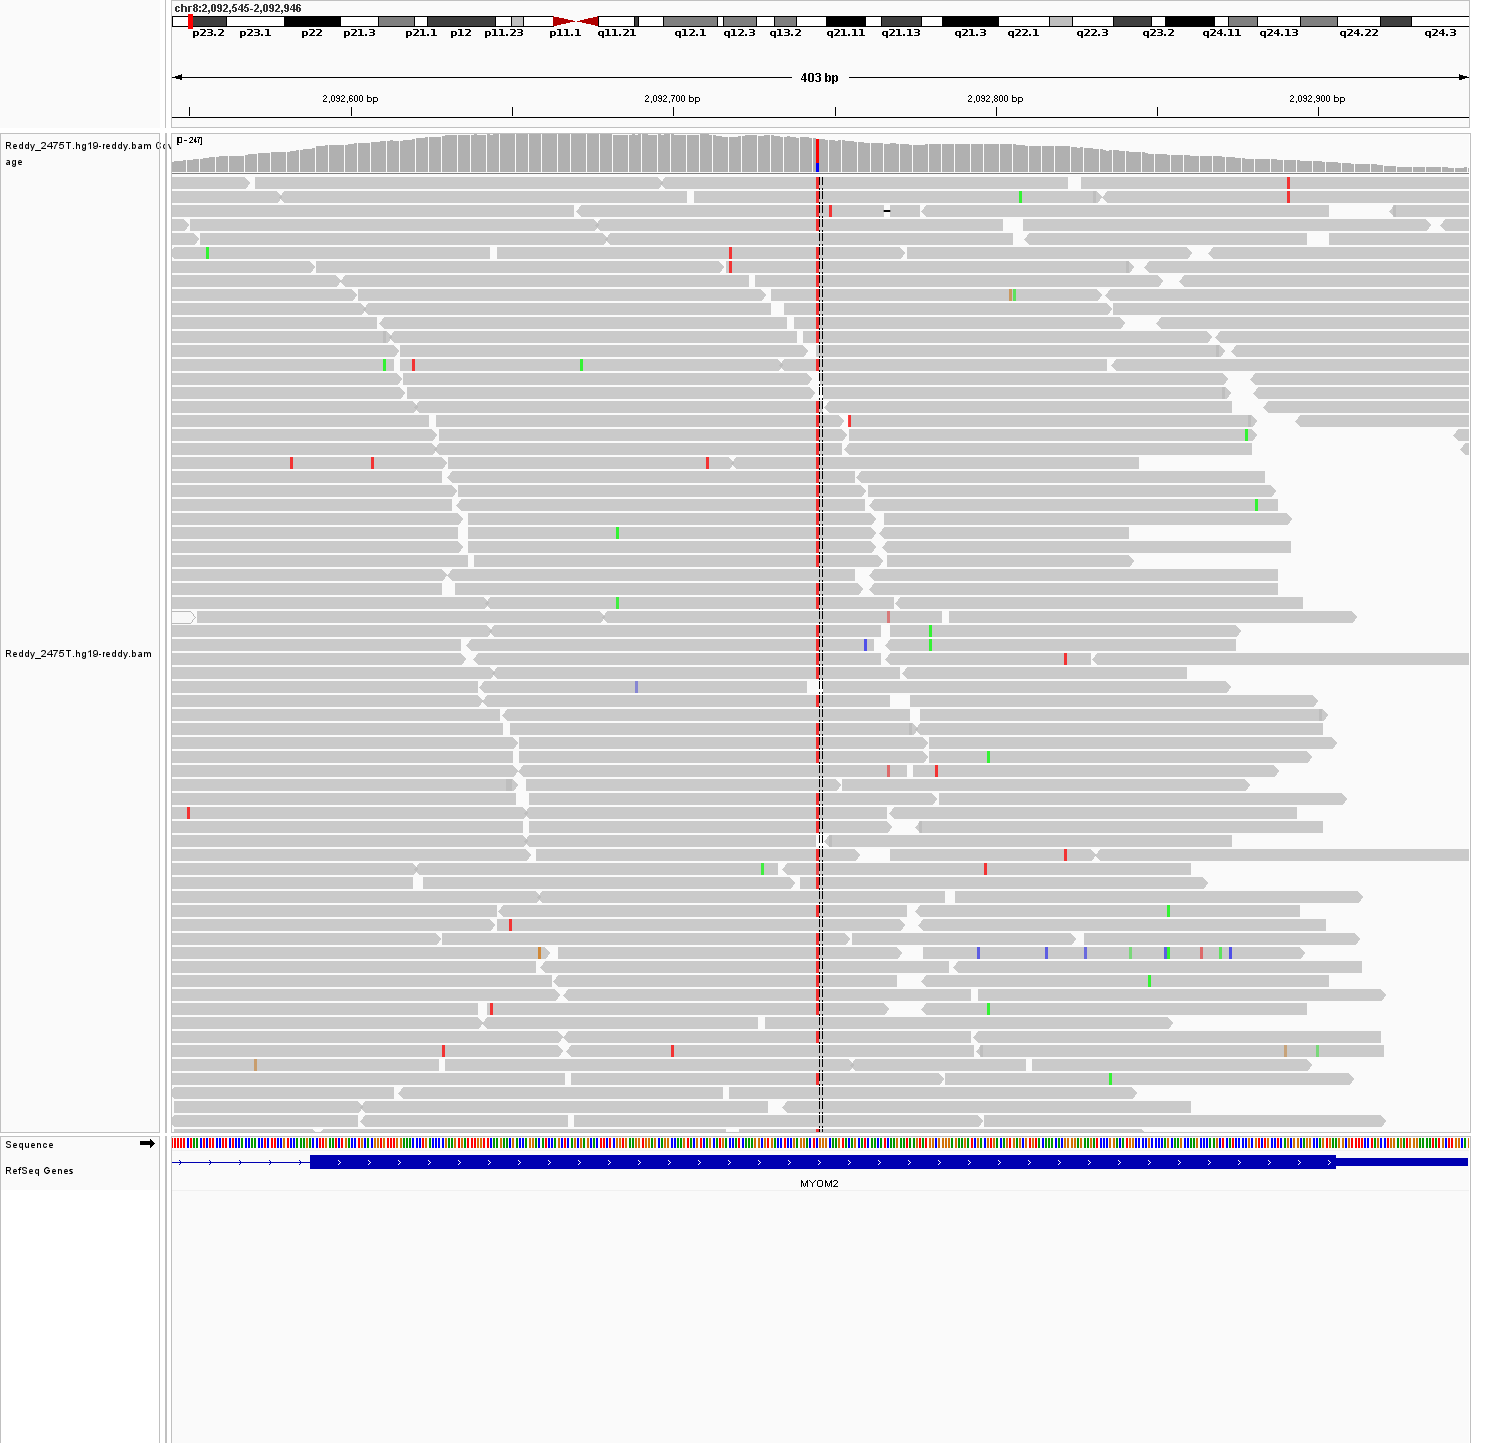 chr8:2,092,545-2,092,946
p23.2 p23.1 p22 p21.3 p21.1 p12 p11.23 p11.1 q11.21 q12.1 q12.3 q13.2 q21.11 q21.13 q21.3 q22.1 q22.3 q23.2 q24.11 q24.13 q24.22 q24.3
403 bp
2,092,600 bp 2,092,700 bp 2,092,800 bp 2,092,900 bp
[0 - 247]
Reddy_2475T.hg19-reddy.bam Cov
age
Reddy_2475T.hg19-reddy.bam
Sequence
RefSeq Genes
MYOM2